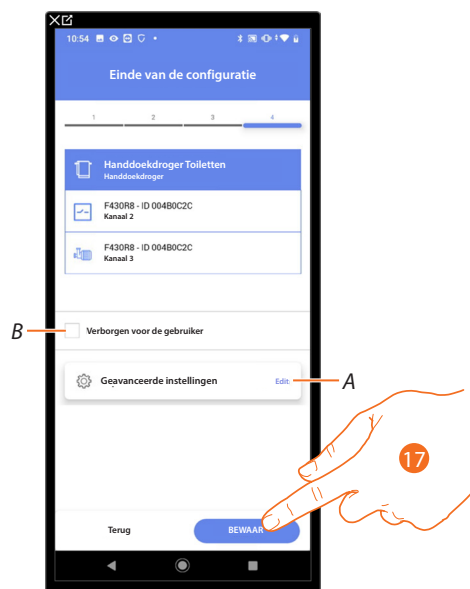 10:54
Einde van de configuratie
1 2 3 4
Handdoekdroger Toiletten
Handdoekdroger
F430R8 - ID 004B0C2C
Kanaal 2
F430R8 - ID 004B0C2C
Kanaal 3
B
Verborgen voor de gebruiker
Geavanceerde instellingen
Edit
A
17
Terug
BEWAAR